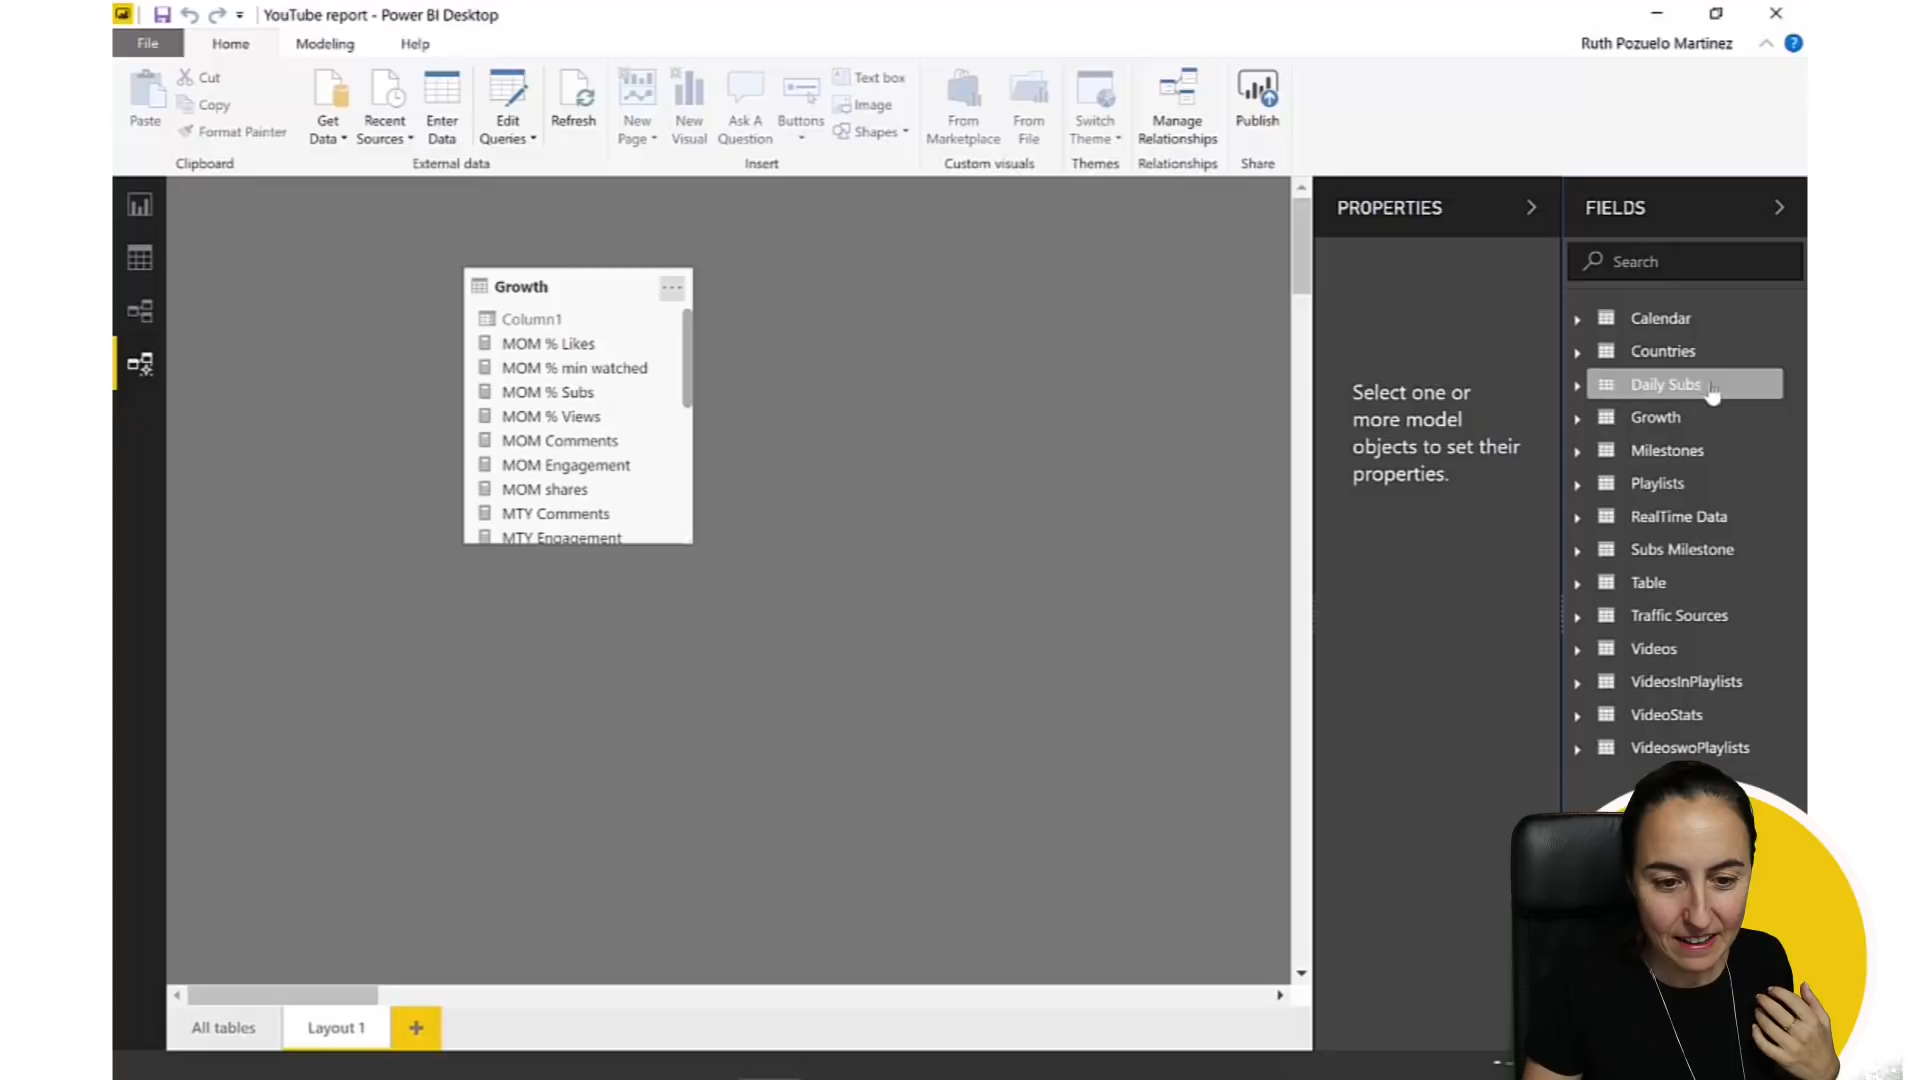 YouTube report - Power BI Desktop
File
Home
Modeling
Help
Ruth Pozuelo Martinez
?
Paste
Cut
Copy
Format Painter
Clipboard
Get
Data
Recent
Sources
Enter
Data
Edit
Queries
Refresh
External data
New
Page
New
Visual
Ask A
Question
Buttons
Text box
Image
Shapes
Insert
From
Marketplace
From
File
Custom visuals
Switch
Theme
Themes
Manage
Relationships
Relationships
Publish
Share
Growth
Column1
MOM % Likes
MOM % min watched
MOM % Subs
MOM % Views
MOM Comments
MOM Engagement
MOM shares
MTY Comments
MTY Engagement
PROPERTIES
Select one or
more model
objects to set their
properties.
FIELDS
Search
Calendar
Countries
Daily Subs
Growth
Milestones
Playlists
RealTime Data
Subs Milestone
Table
Traffic Sources
Videos
VideosInPlaylists
VideoStats
VideoswoPlaylists
All tables
Layout 1
+